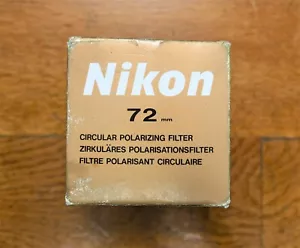 Nikon
72 mm
CIRCULAR POLARIZING FILTER
ZIRKULÄRES POLARISATIONSFILTER
FILTRE POLARISANT CIRCULAIRE